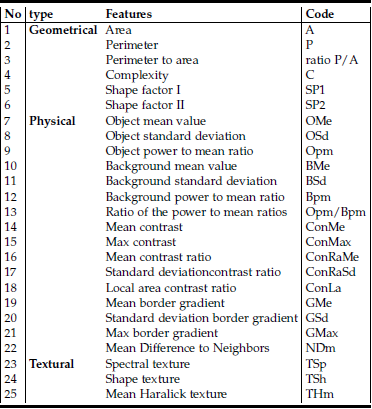 No type Features Code
1 Geometrical Area A
2 Perimeter P
3 Perimeter to area ratio P/A
4 Complexity C
5 Shape factor I SP1
6 Shape factor II SP2
7 Physical Object mean value OMe
8 Object standard deviation OSd
9 Object power to mean ratio Opm
10 Background mean value BMe
11 Background standard deviation BSd
12 Background power to mean ratio Bpm
13 Ratio of the power to mean ratios Opm/Bpm
14 Mean contrast ConMe
15 Max contrast ConMax
16 Mean contrast ratio ConRaMe
17 Standard deviationcontrast ratio ConRaSd
18 Local area contrast ratio ConLa
19 Mean border gradient GMe
20 Standard deviation border gradient GSd
21 Max border gradient GMax
22 Mean Difference to Neighbors NDm
23 Textural Spectral texture TSp
24 Shape texture TSh
25 Mean Haralick texture THm